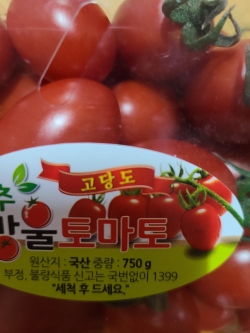 고당도
추
방울토마토
원산지 : 국산 중량 : 750 g
부정, 불량식품 신고는 국번없이 1399
"세척 후 드세요."